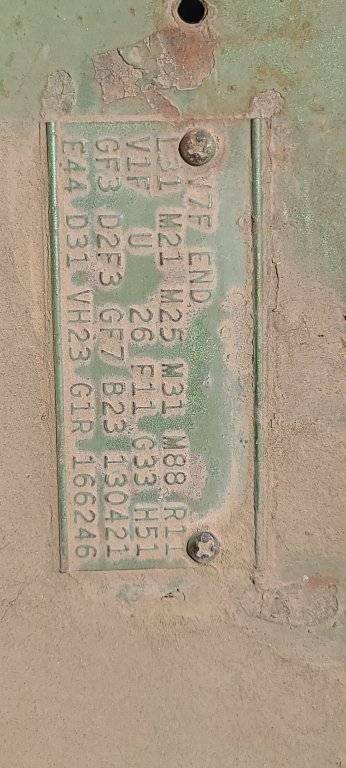 V7F END
L31 M21 M25 M31 M88 R11
V1F U 26 F11 G33 H51
GF3 D2F3 GF7 B23 130421
E44 D31 VH23 G1R 166246